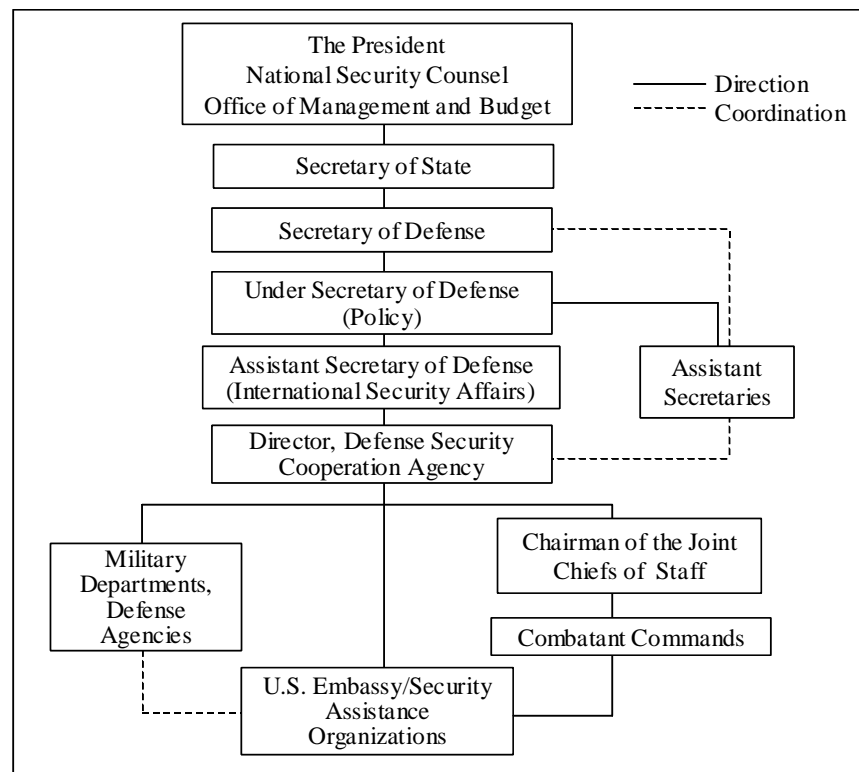 The President
National Security Counsel
Office of Management and Budget
Direction
Coordination
Secretary of State
Secretary of Defense
Under Secretary of Defense
(Policy)
Assistant Secretary of Defense
(International Security Affairs)
Assistant
Secretaries
Director, Defense Security
Cooperation Agency
Military
Departments,
Defense
Agencies
Chairman of the Joint
Chiefs of Staff
Combatant Commands
U.S. Embassy/Security
Assistance
Organizations